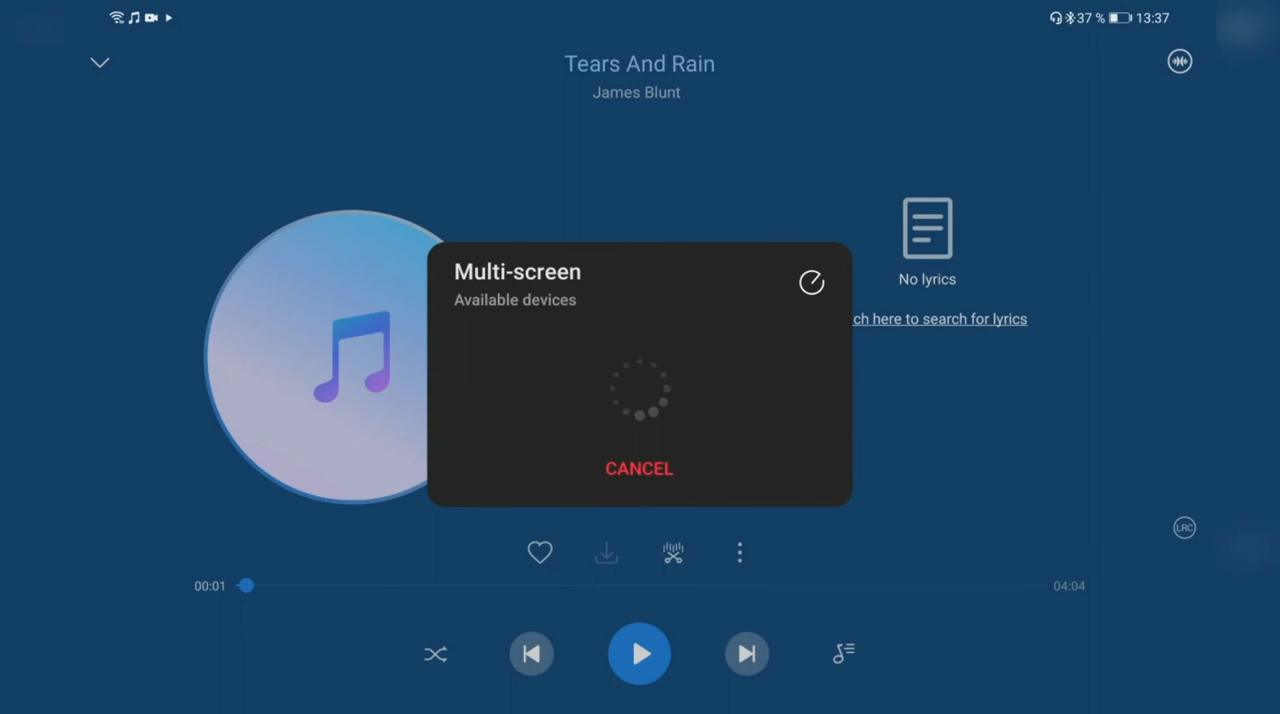 37 % 13:37
Tears And Rain
James Blunt
Multi-screen
Available devices
No lyrics
ch here to search for lyrics
CANCEL
LRC
00:01
04:04